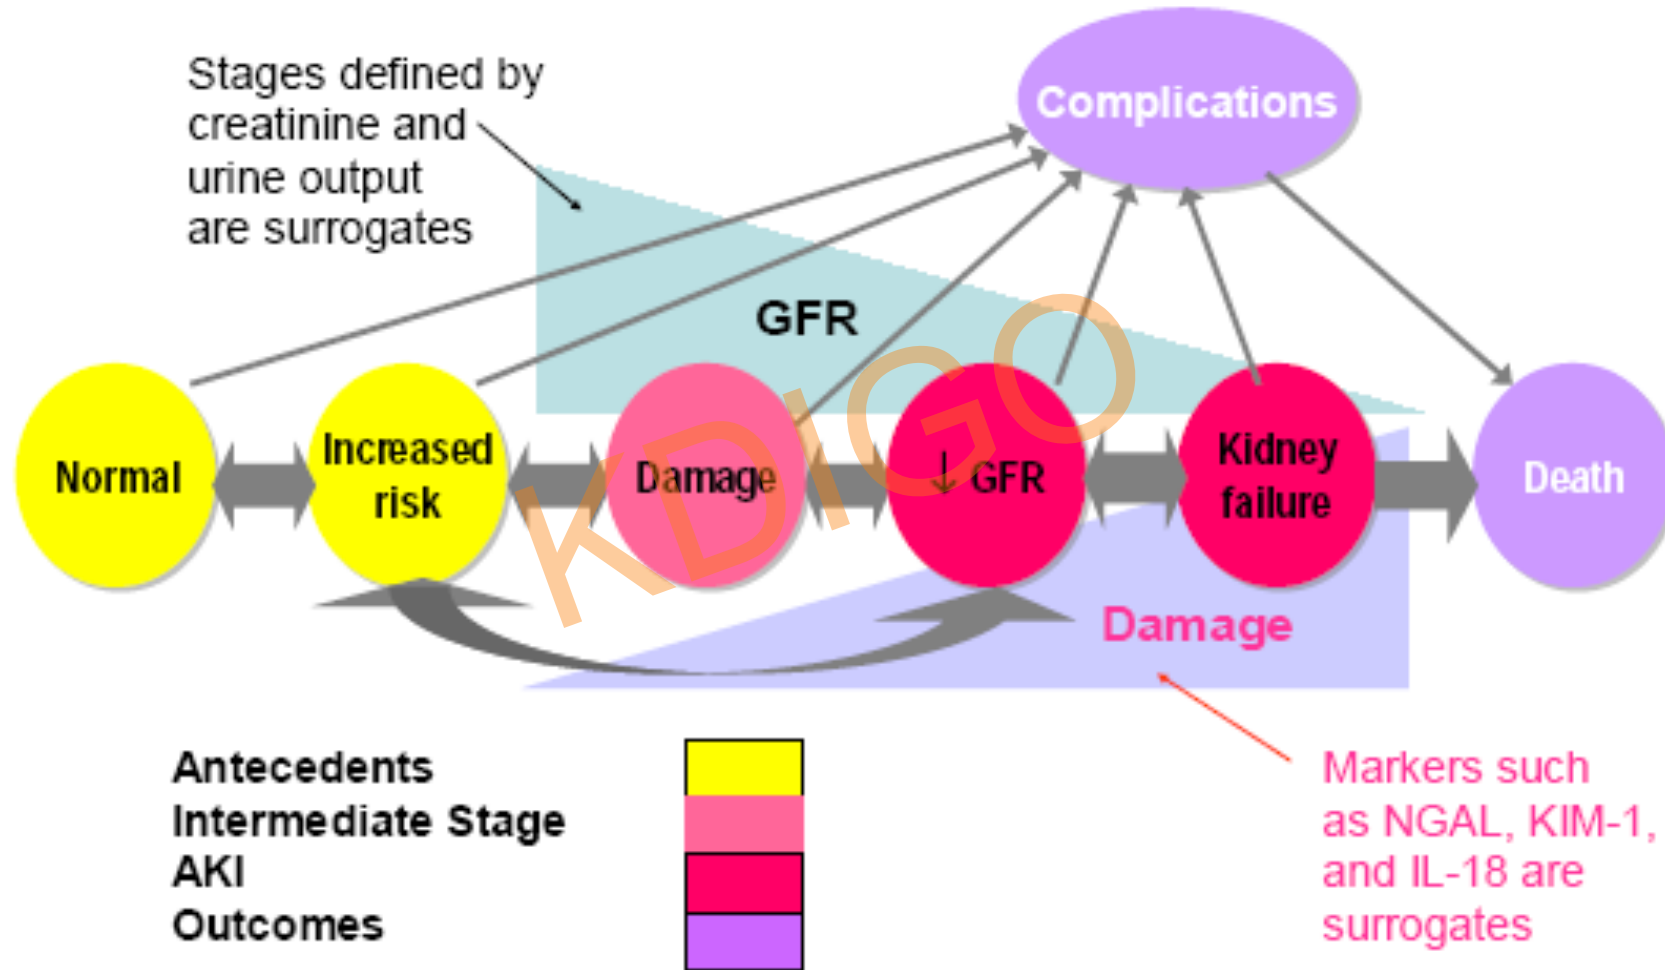 Stages defined by
creatinine and
urine output
are surrogates
Complications
GFR
Normal
Increased
risk
Damage
↓ GFR
Kidney
failure
Death
KDIGO
Damage
Antecedents
Intermediate Stage
AKI
Outcomes
Markers such
as NGAL, KIM-1,
and IL-18 are
surrogates